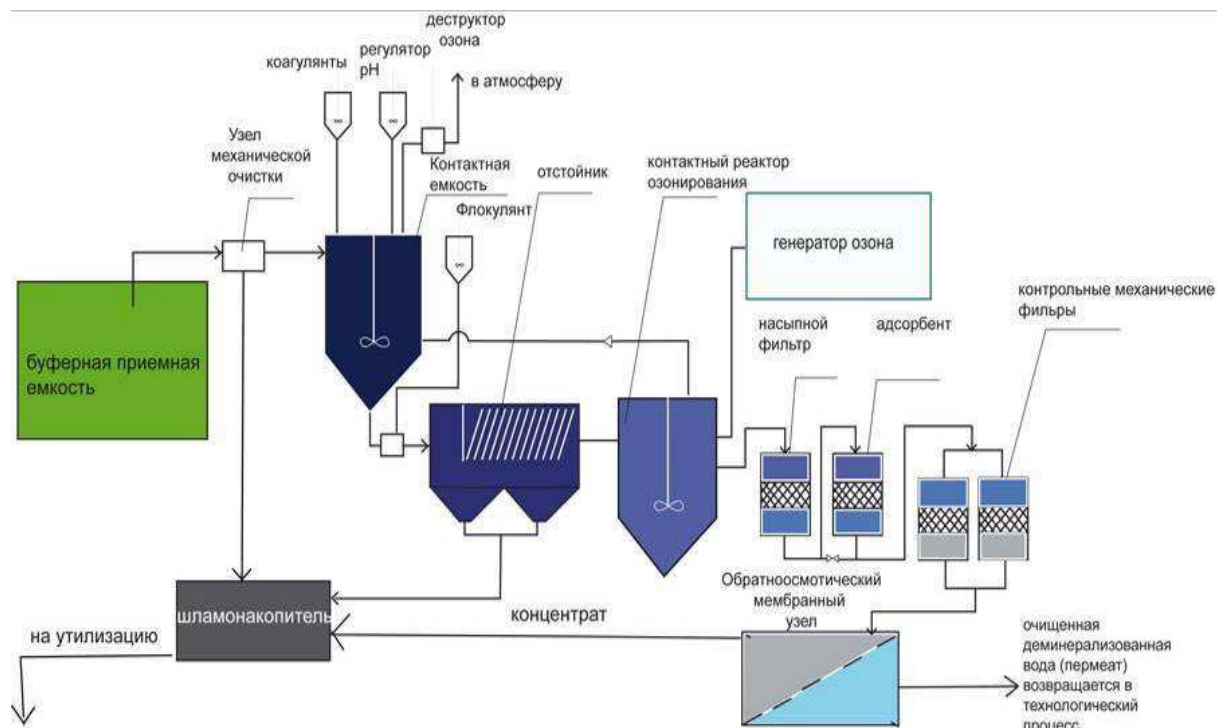 деструктор
озона
регулятор
pH
коагулянты
в атмосферу
Узел
механической
очистки
Контактная
емкость
отстойник
контактный реактор
озонирования
Флокулянт
генератор озона
контрольные механические
фильры
насыпной
фильтр
адсорбент
буферная приемная
емкость
Обратноосмотический
мембранный
узел
шламонакопитель
концентрат
на утилизацию
очищенная
деминерализованная
вода (пермеат)
возвращается в
технологический
процесс